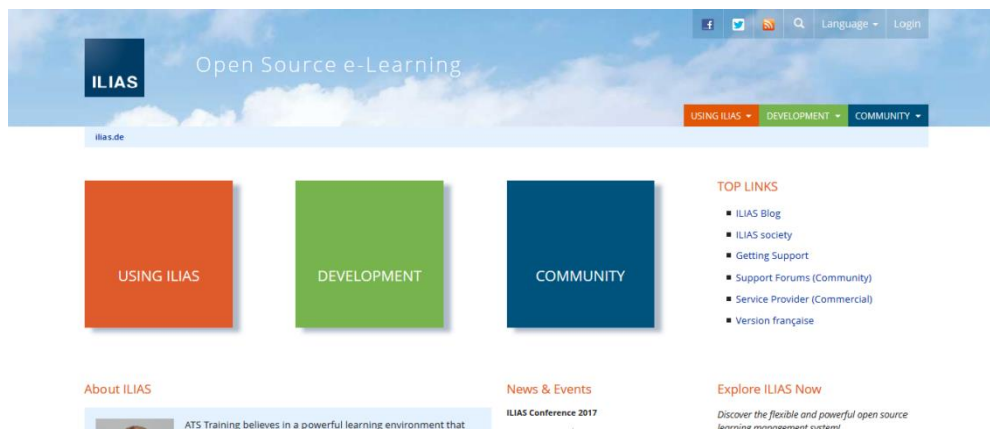 Language
Login
ILIAS
Open Source e-Learning
USING ILIAS
DEVELOPMENT
COMMUNITY
ilias.de
USING ILIAS
DEVELOPMENT
COMMUNITY
TOP LINKS
ILIAS Blog
ILIAS society
Getting Support
Support Forums (Community)
Service Provider (Commercial)
Version française
About ILIAS
ATS Training believes in a powerful learning environment that
News & Events
ILIAS Conference 2017
Explore ILIAS Now
Discover the flexible and powerful open source
learning management system!